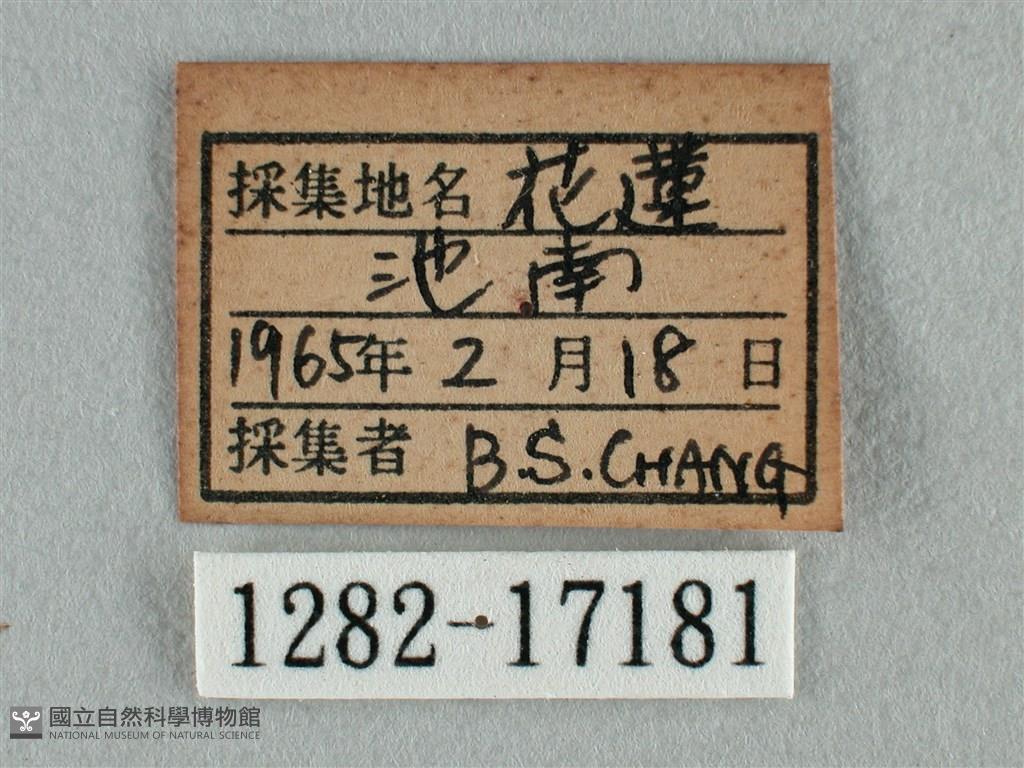 採集地名 花蓮
池南
1965年 2 月 18 日
採集者 B.S.CHANG
1282-17181
國立自然科學博物館
NATIONAL MUSEUM OF NATURAL SCIENCE